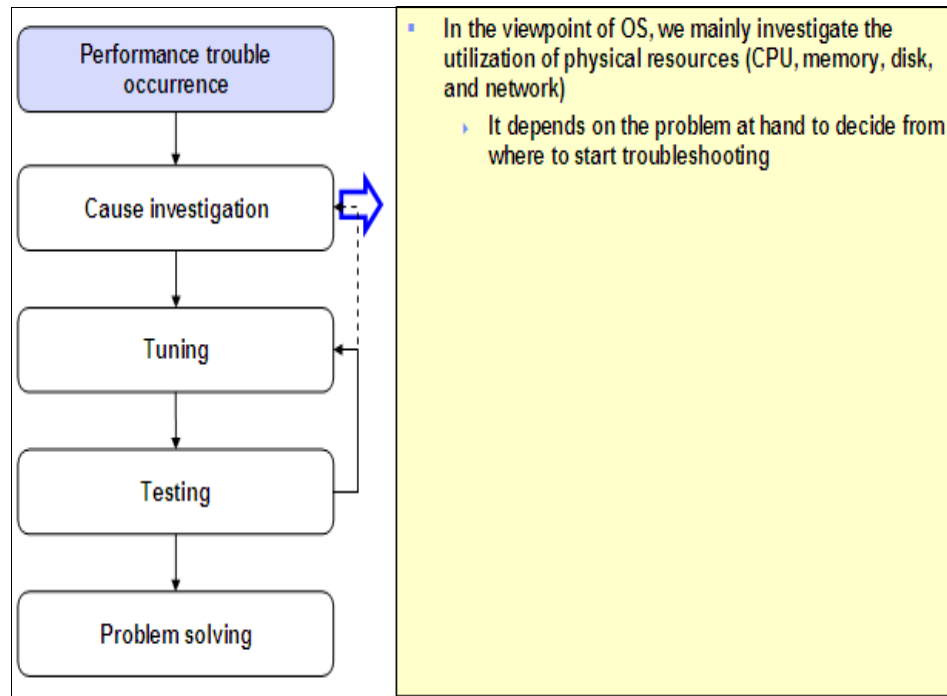 Performance trouble
occurrence
Cause investigation
Tuning
Testing
Problem solving
In the viewpoint of OS, we mainly investigate the
utilization of physical resources (CPU, memory, disk,
and network)
It depends on the problem at hand to decide from
where to start troubleshooting